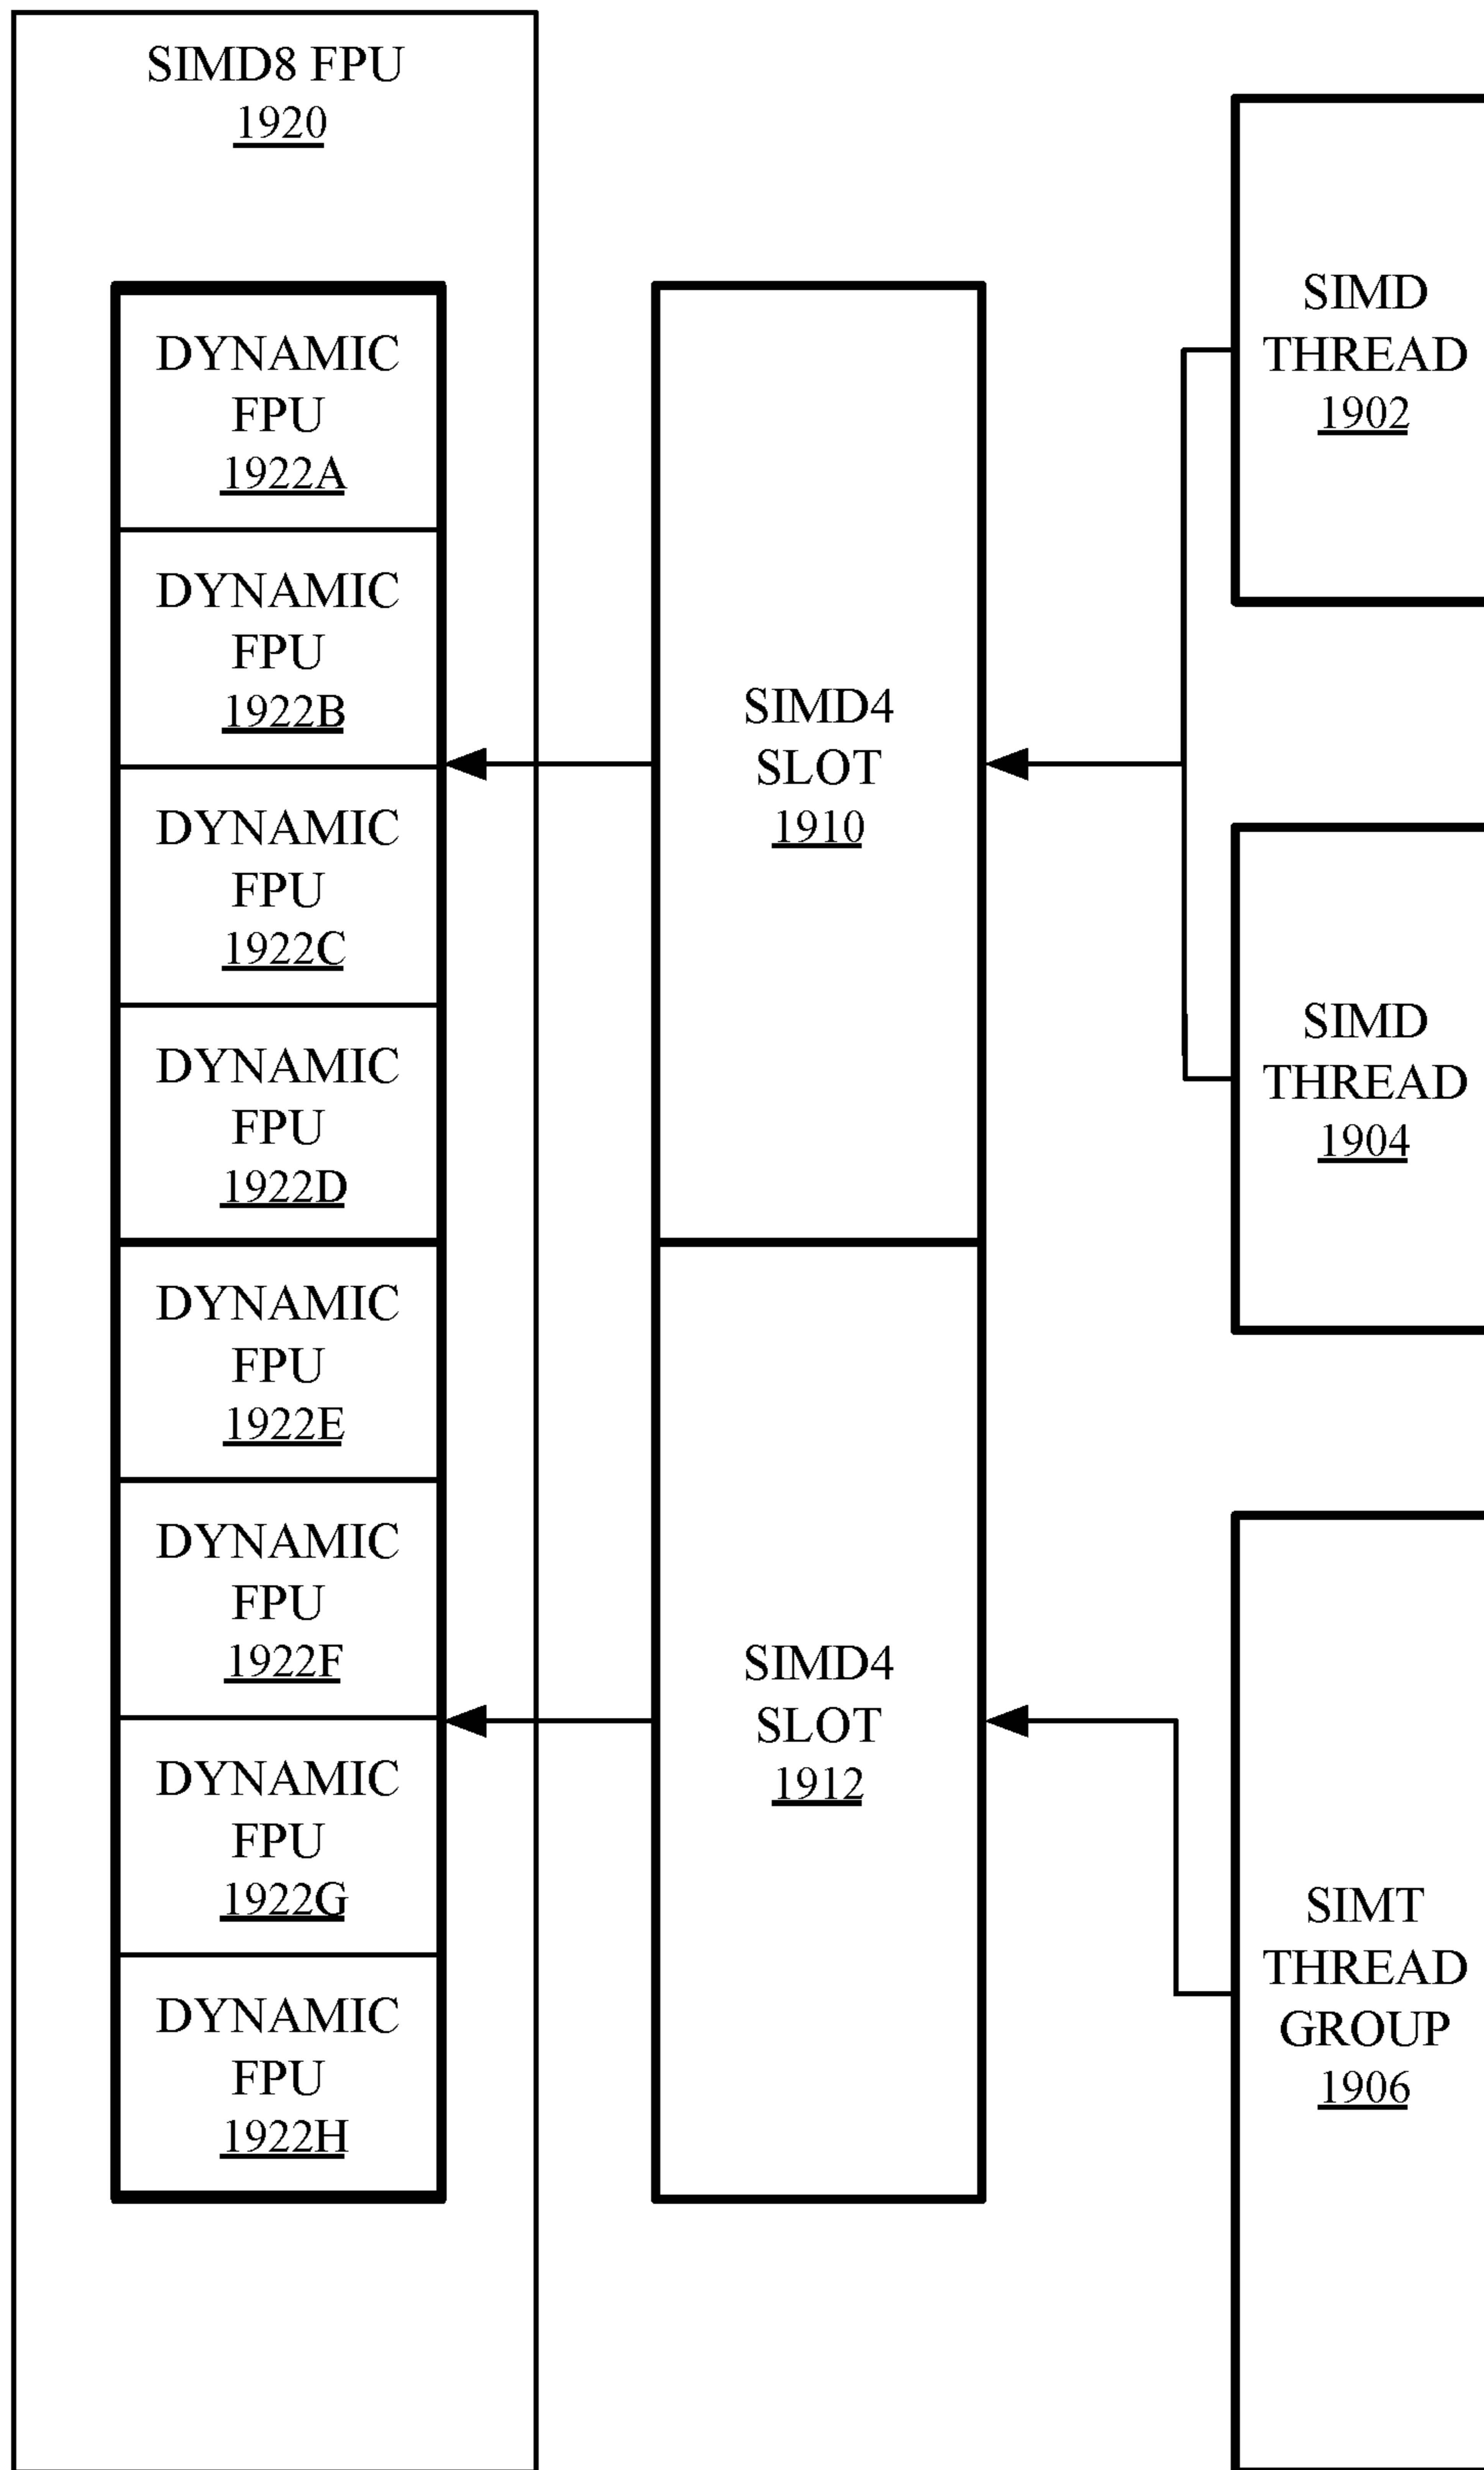 SIMD8 FPU
1920
DYNAMIC
FPU
1922A
DYNAMIC
FPU
1922B
DYNAMIC
FPU
1922C
DYNAMIC
FPU
1922D
DYNAMIC
FPU
1922E
DYNAMIC
FPU
1922F
DYNAMIC
FPU
1922G
DYNAMIC
FPU
1922H
SIMD4
SLOT
1910
SIMD4
SLOT
1912
SIMD
THREAD
1902
SIMD
THREAD
1904
SIMT
THREAD
GROUP
1906